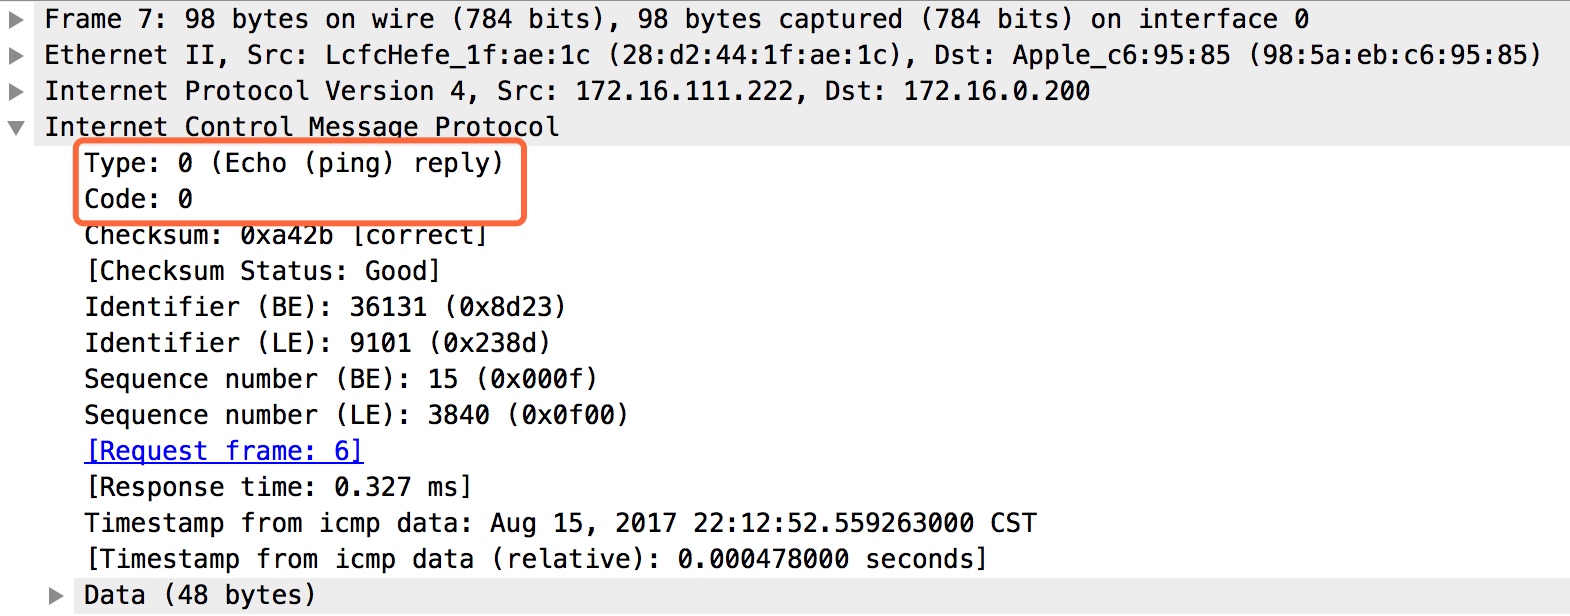 Frame 7: 98 bytes on wire (784 bits), 98 bytes captured (784 bits) on interface 0
Ethernet II, Src: LcfcHefe_1f:ae:1c (28:d2:44:1f:ae:1c), Dst: Apple_c6:95:85 (98:5a:eb:c6:95:85)
Internet Protocol Version 4, Src: 172.16.111.222, Dst: 172.16.0.200
Internet Control Message Protocol
Type: 0 (Echo (ping) reply)
Code: 0
Checksum: 0xa42b [correct]
[Checksum Status: Good]
Identifier (BE): 36131 (0x8d23)
Identifier (LE): 9101 (0x238d)
Sequence number (BE): 15 (0x000f)
Sequence number (LE): 3840 (0x0f00)
[Request frame: 6]
[Response time: 0.327 ms]
Timestamp from icmp data: Aug 15, 2017 22:12:52.559263000 CST
[Timestamp from icmp data (relative): 0.000478000 seconds]
Data (48 bytes)